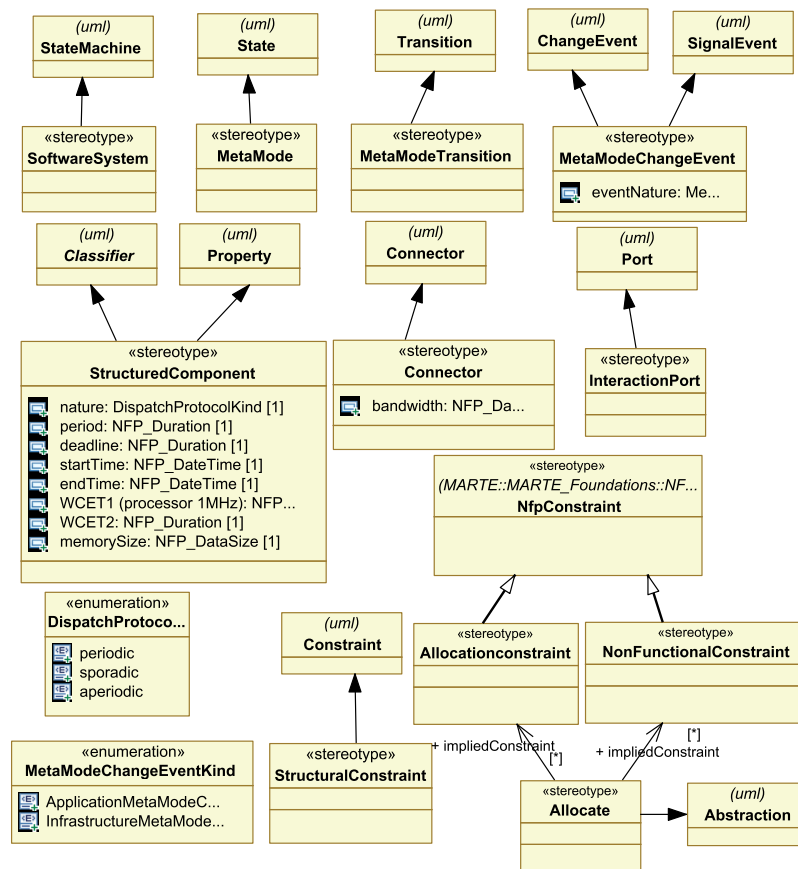 (uml)
StateMachine
(uml)
State
(uml)
Transition
(uml)
ChangeEvent
(uml)
SignalEvent
«stereotype»
SoftwareSystem
«stereotype»
MetaMode
«stereotype»
MetaModeTransition
«stereotype»
MetaModeChangeEvent
eventNature: Me...
(uml)
Classifier
(uml)
Property
(uml)
Connector
(uml)
Port
«stereotype»
StructuredComponent
nature: DispatchProtocolKind [1]
period: NFP_Duration [1]
deadline: NFP_Duration [1]
startTime: NFP_DateTime [1]
endTime: NFP_DateTime [1]
WCET1 (processor 1MHz): NFP...
WCET2: NFP_Duration [1]
memorySize: NFP_DataSize [1]
«stereotype»
Connector
bandwidth: NFP_Da...
«stereotype»
InteractionPort
«stereotype»
(MARTE::MARTE_Foundations::NF...
NfpConstraint
«enumeration»
DispatchProtoco...
periodic
sporadic
aperiodic
(uml)
Constraint
«stereotype»
Allocationconstraint
«stereotype»
NonFunctionalConstraint
«enumeration»
MetaModeChangeEventKind
ApplicationMetaModeC...
InfrastructureMetaMode...
«stereotype»
StructuralConstraint
+ impliedConstraint
[*]
+ impliedConstraint
[*]
«stereotype»
Allocate
(uml)
Abstraction